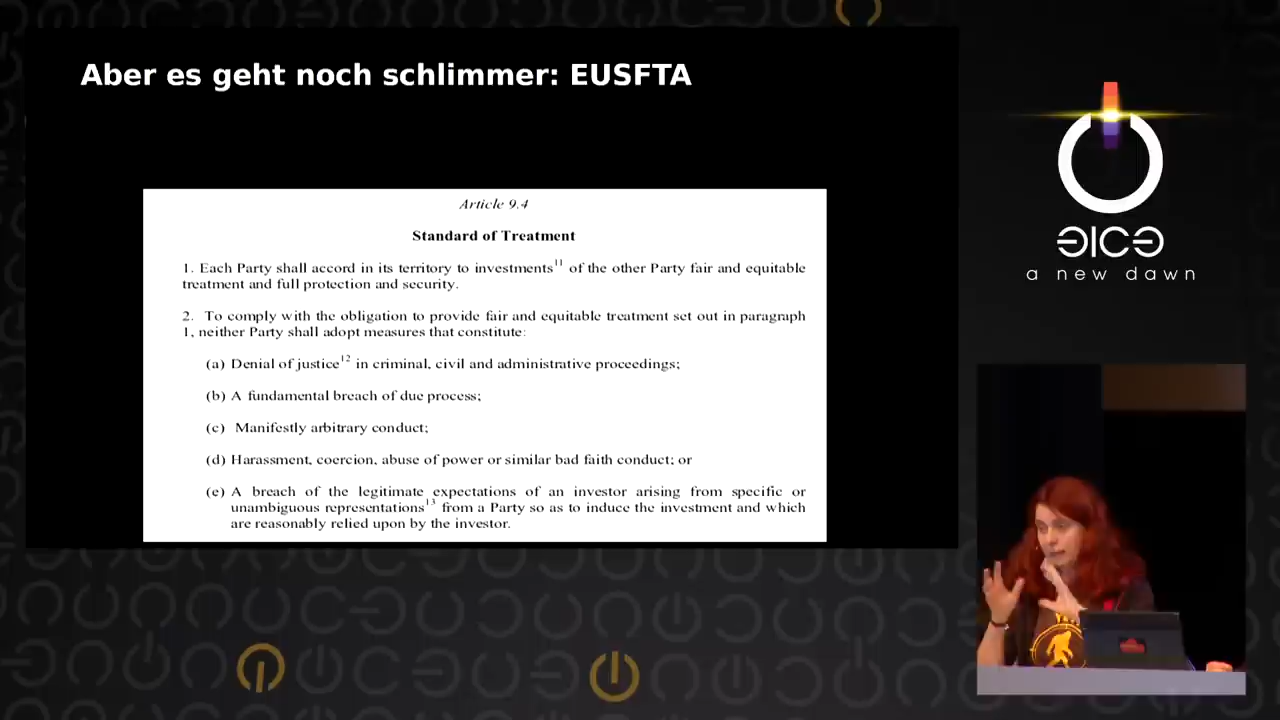 Aber es geht noch schlimmer: EUSFTA
Article 9.4
Standard of Treatment
1. Each Party shall accord in its territory to investments11 of the other Party fair and equitable
treatment and full protection and security.
2. To comply with the obligation to provide fair and equitable treatment set out in paragraph
1, neither Party shall adopt measures that constitute:
(a) Denial of justice12 in criminal, civil and administrative proceedings;
(b) A fundamental breach of due process;
(c) Manifestly arbitrary conduct;
(d) Harassment, coercion, abuse of power or similar bad faith conduct; or
(e) A breach of the legitimate expectations of an investor arising from specific or
unambiguous representations13 from a Party so as to induce the investment and which
are reasonably relied upon by the investor.
a new dawn